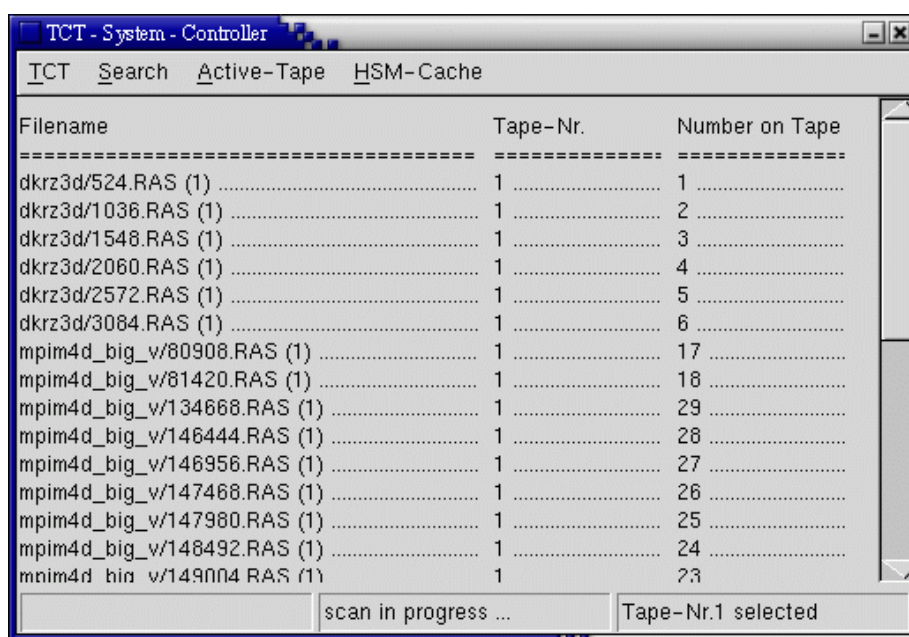 TCT - System - Controller
TCT Search Active-Tape HSM-Cache
Filename Tape-Nr. Number on Tape
===================================== ============== ==============
dkrz3d/524.RAS (1) ........................................... 1 ......................... 1 .........................
dkrz3d/1036.RAS (1) ......................................... 1 ......................... 2 .........................
dkrz3d/1548.RAS (1) ......................................... 1 ......................... 3 .........................
dkrz3d/2060.RAS (1) ......................................... 1 ......................... 4 .........................
dkrz3d/2572.RAS (1) ......................................... 1 ......................... 5 .........................
dkrz3d/3084.RAS (1) ......................................... 1 ......................... 6 .........................
mpim4d_big_v/80908.RAS (1) ........................... 1 ......................... 17 .......................
mpim4d_big_v/81420.RAS (1) ........................... 1 ......................... 18 .......................
mpim4d_big_v/134668.RAS (1) ......................... 1 ......................... 29 .......................
mpim4d_big_v/146444.RAS (1) ......................... 1 ......................... 28 .......................
mpim4d_big_v/146956.RAS (1) ......................... 1 ......................... 27 .......................
mpim4d_big_v/147468.RAS (1) ......................... 1 ......................... 26 .......................
mpim4d_big_v/147980.RAS (1) ......................... 1 ......................... 25 .......................
mpim4d_big_v/148492.RAS (1) ......................... 1 ......................... 24 .......................
mpim4d_big_v/149004.RAS (1) 1 23
scan in progress ... Tape-Nr.1 selected